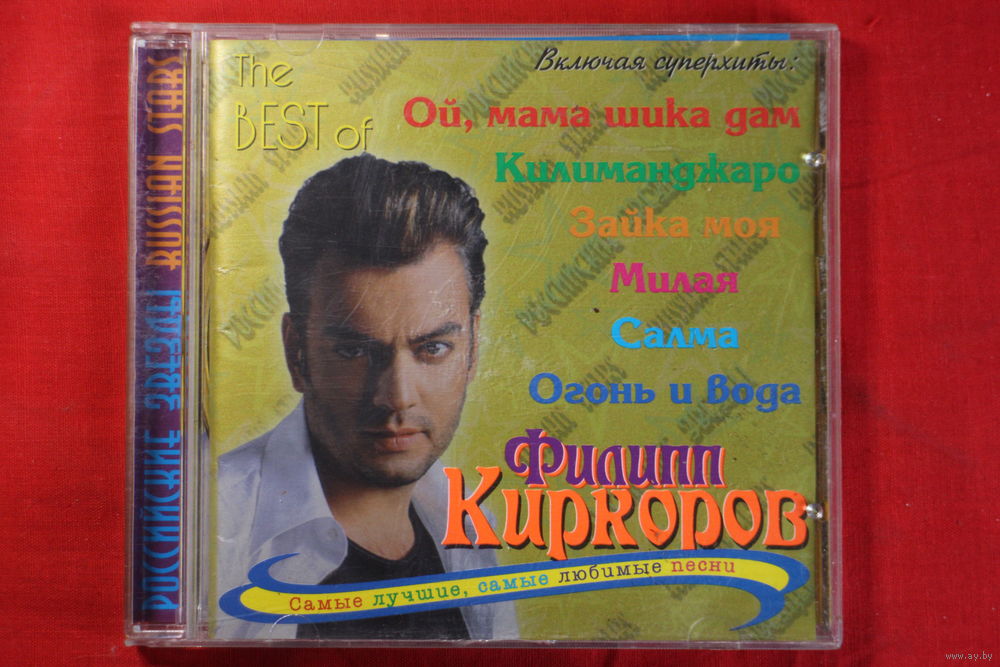 РОССИЙСКИЕ ЗВЕЗДЫ RUSSIAN STARS
The
BEST of
Включая суперхиты:
Ой, мама шика дам
Килиманджаро
Зайка моя
Милая
Салма
Огонь и вода
Филипп
Киркоров
Самые лучшие, самые любимые песни
www.ay.by